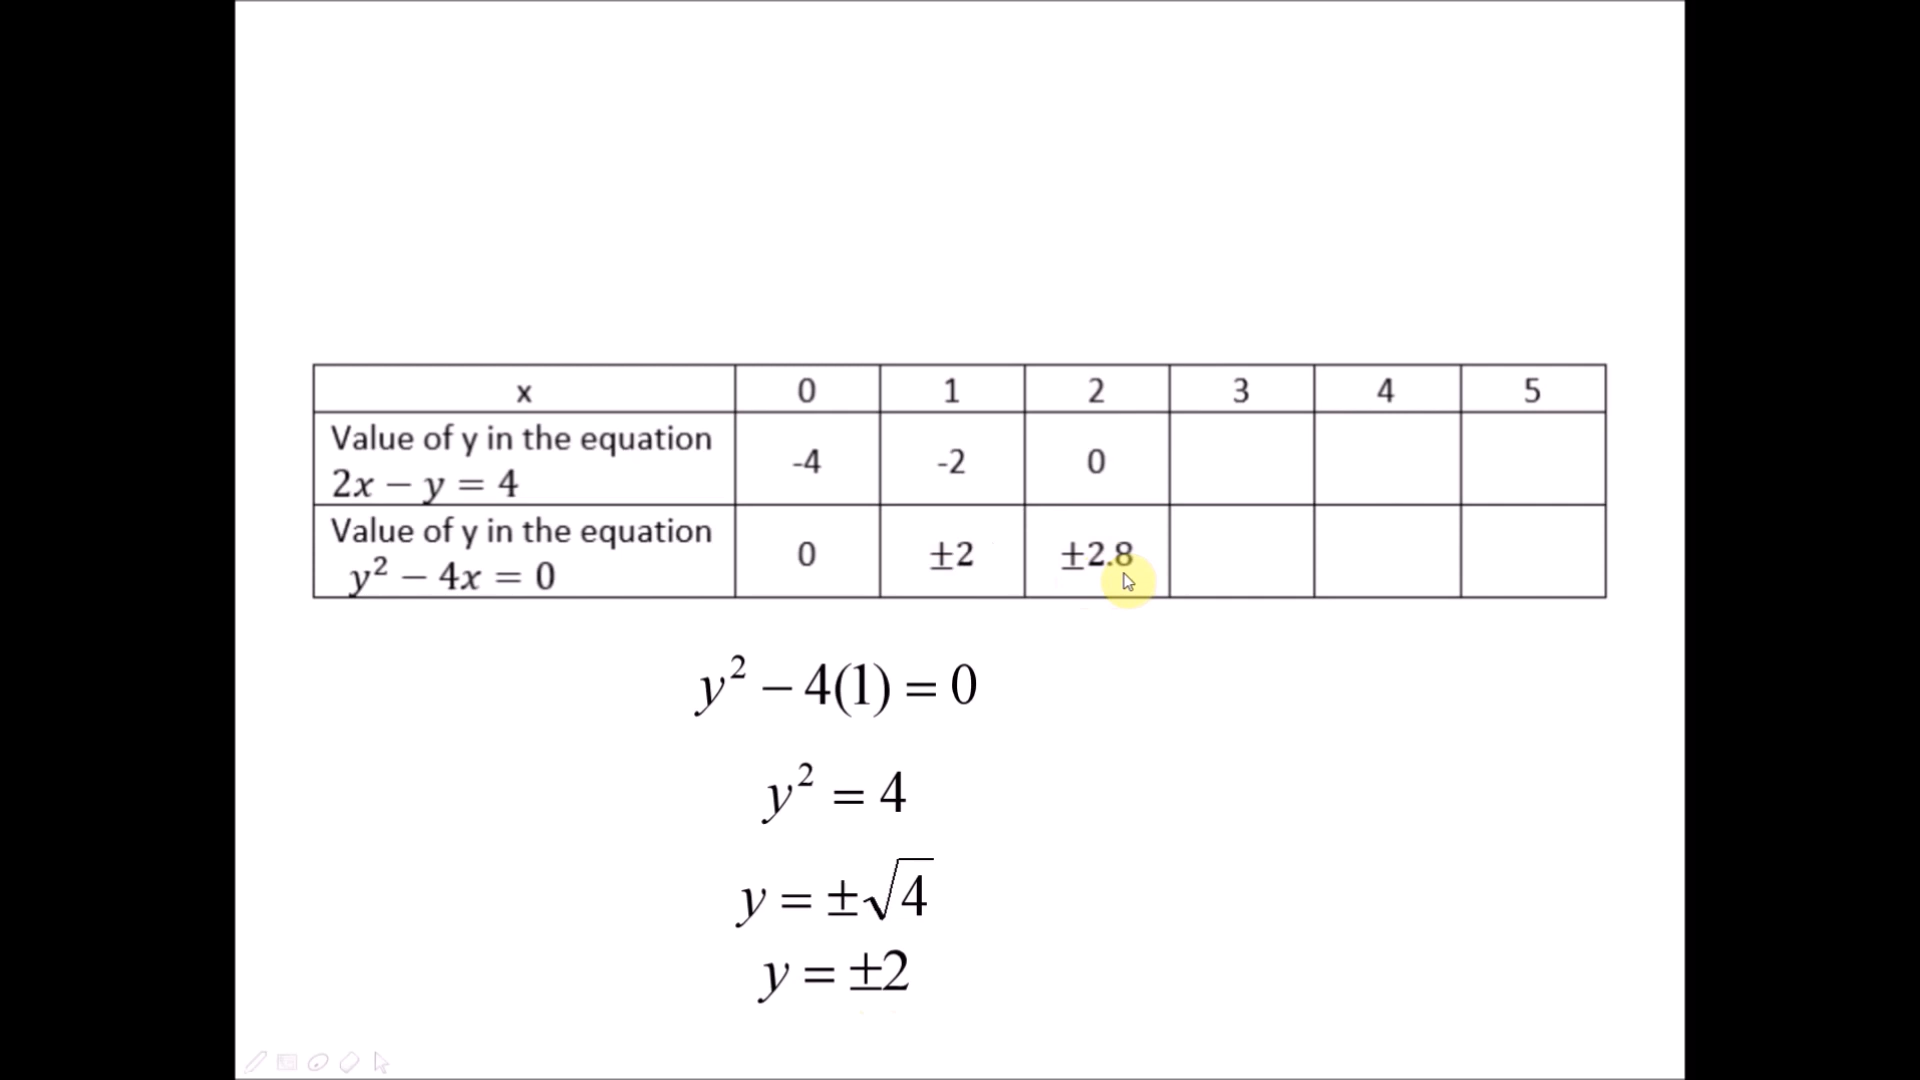 x 0 1 2 3 4 5
Value of y in the equation
2x − y = 4 -4 -2 0
Value of y in the equation
y² − 4x = 0 0 ±2 ±2.8
y² − 4(1) = 0
y² = 4
y = ±√4
y = ±2